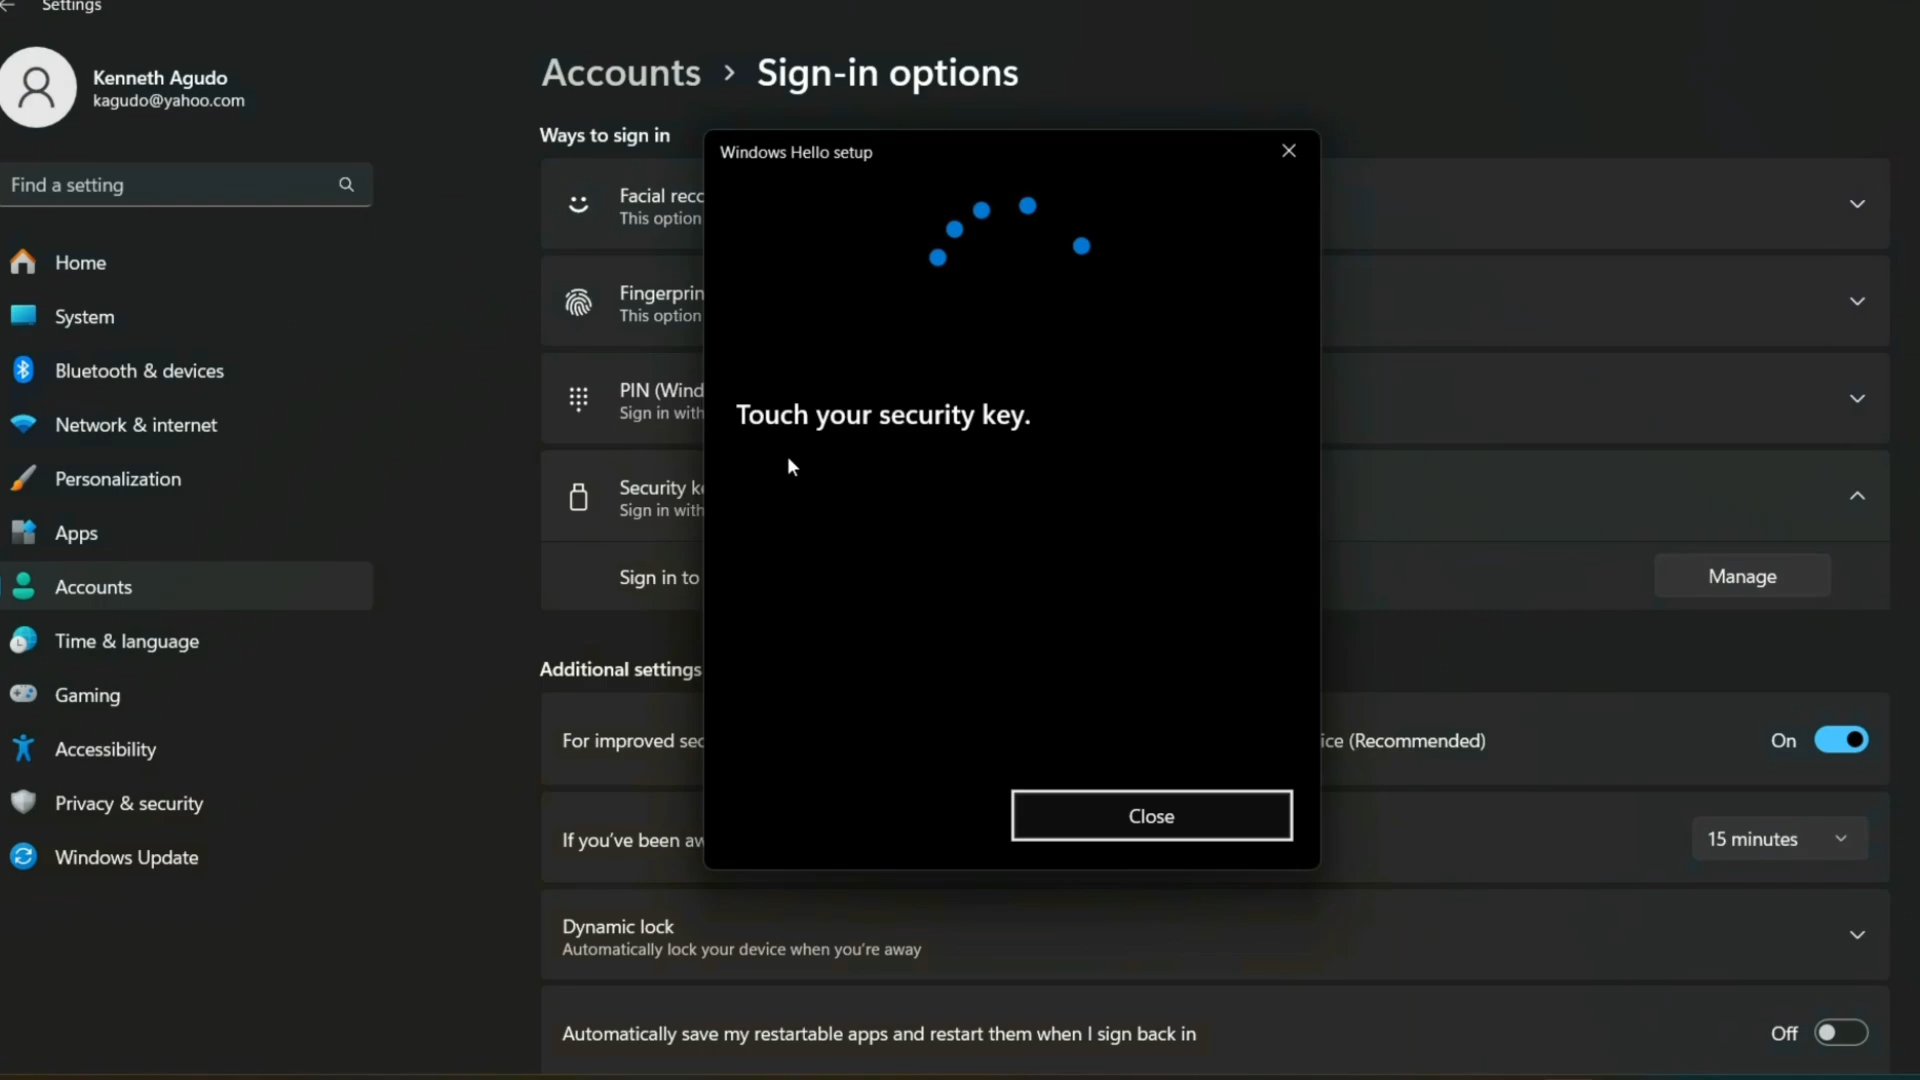 Settings
Kenneth Agudo
kagudo@yahoo.com
Find a setting
Home
System
Bluetooth & devices
Network & internet
Personalization
Apps
Accounts
Time & language
Gaming
Accessibility
Privacy & security
Windows Update
Accounts > Sign-in options
Ways to sign in
Facial reco
This option
Fingerprin
This option
PIN (Wind
Sign in with
Security ke
Sign in with
Sign in to
Manage
Windows Hello setup
Touch your security key.
Close
Additional settings
For improved sec
ice (Recommended)
On
If you've been aw
15 minutes
Dynamic lock
Automatically lock your device when you're away
Automatically save my restartable apps and restart them when I sign back in
Off